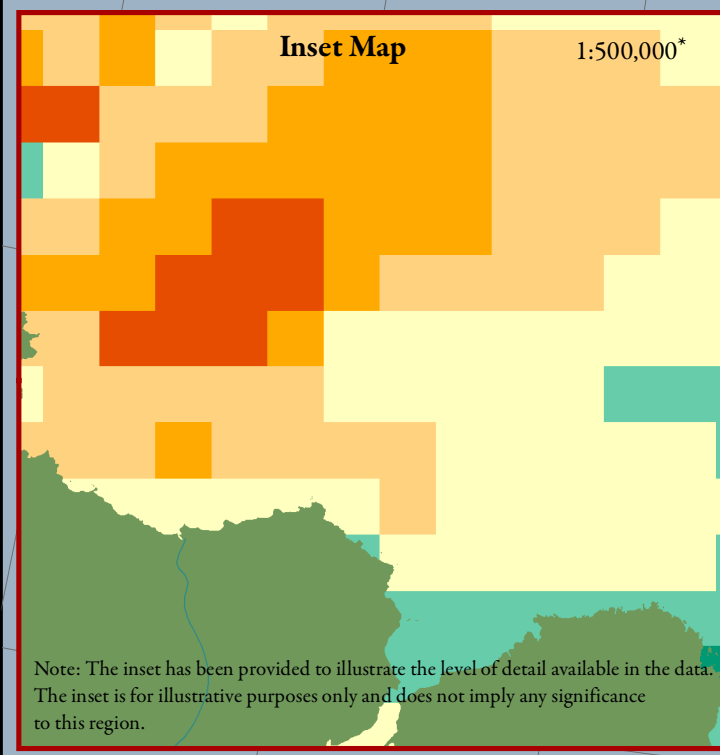 Inset Map
1:500,000*
Note: The inset has been provided to illustrate the level of detail available in the data.
The inset is for illustrative purposes only and does not imply any significance
to this region.